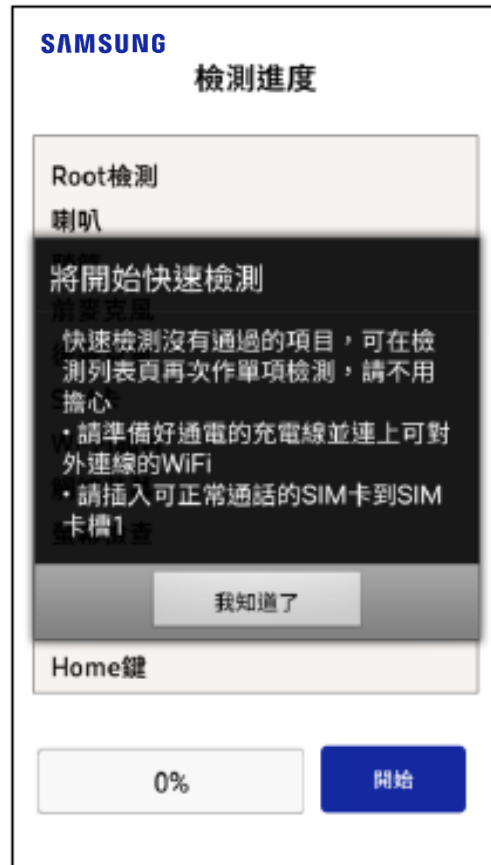 SAMSUNG
檢測進度
Root檢測
喇叭
將開始快速檢測
前麥克風
快速檢測沒有通過的項目，可在檢
測列表頁再次作單項檢測，請不用
擔心
•請準備好通電的充電線並連上可對
外連線的WiFi
•請插入可正常通話的SIM卡到SIM
卡槽1
我知道了
Home鍵
0%
開始